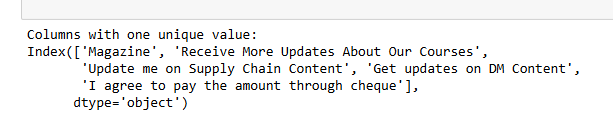 Columns with one unique value:
Index(['Magazine', 'Receive More Updates About Our Courses',
'Update me on Supply Chain Content', 'Get updates on DM Content',
'I agree to pay the amount through cheque'],
dtype='object')